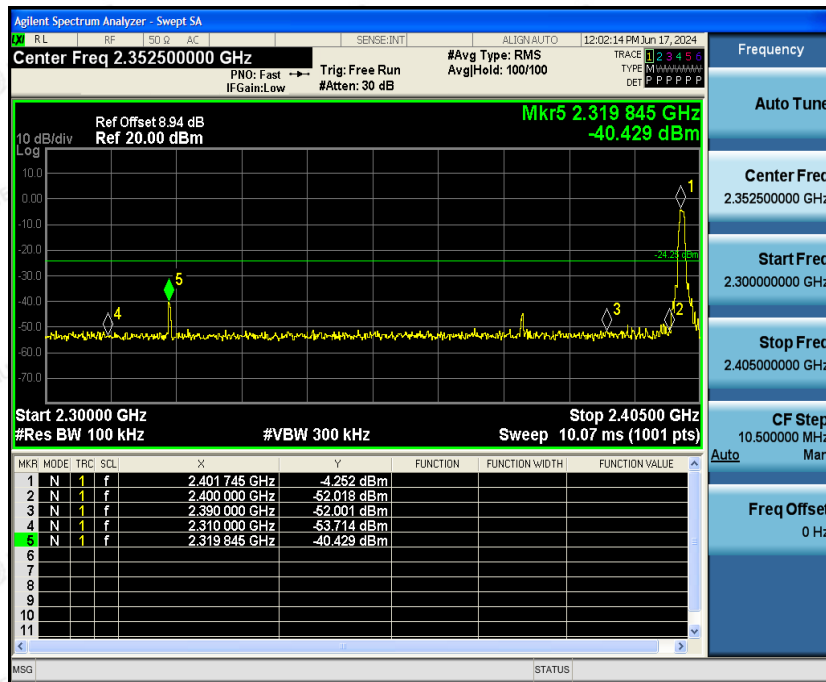 Agilent Spectrum Analyzer - Swept SA
LXI RL RF 50 Ω AC SENSE:INT ALIGN AUTO 12:02:14 PM Jun 17, 2024
Center Freq 2.352500000 GHz
PNO: Fast
IFGain:Low
Trig: Free Run
#Atten: 30 dB
#Avg Type: RMS
Avg|Hold: 100/100
TRACE 1 2 3 4 5 6
TYPE M
DET P P P P P P
Frequency
Auto Tune
Center Freq
2.352500000 GHz
Start Freq
2.300000000 GHz
Stop Freq
2.405000000 GHz
CF Step
10.500000 MHz
Auto Man
Freq Offset
0 Hz
Mkr5 2.319 845 GHz
-40.429 dBm
Ref Offset 8.94 dB
10 dB/div Ref 20.00 dBm
Log
10.0
0.00
-10.0
-20.0
-30.0
-40.0
-50.0
-60.0
-70.0
1
-24.25 dBm
5
4
3
2
Start 2.30000 GHz Stop 2.40500 GHz
#Res BW 100 kHz #VBW 300 kHz Sweep 10.07 ms (1001 pts)
MKR MODE TRC SCL X Y FUNCTION FUNCTION WIDTH FUNCTION VALUE
1 N 1 f 2.401 745 GHz -4.252 dBm
2 N 1 f 2.400 000 GHz -52.018 dBm
3 N 1 f 2.390 000 GHz -52.001 dBm
4 N 1 f 2.310 000 GHz -53.714 dBm
5 N 1 f 2.319 845 GHz -40.429 dBm
6
7
8
9
10
11
MSG STATUS